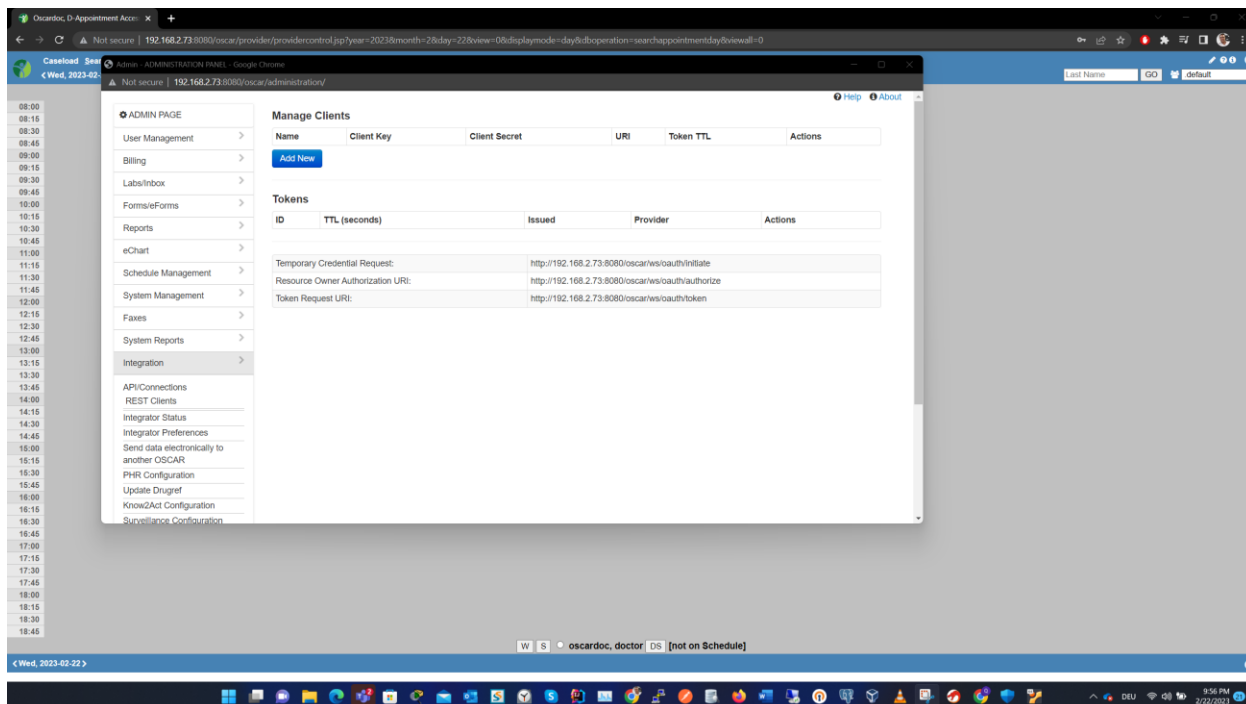 Oscardoc, D-Appointment Acces
Not secure | 192.168.2.73:8080/oscar/provider/providercontrol.jsp?year=2023&month=2&day=22&view=0&displaymode=day&dboperation=searchappointmentday&viewall=0
Caseload Sear
< Wed, 2023-02-
Last Name GO .default
Admin - ADMINISTRATION PANEL - Google Chrome
Not secure | 192.168.2.73:8080/oscar/administration/
Help About
ADMIN PAGE
User Management
Billing
Labs/Inbox
Forms/eForms
Reports
eChart
Schedule Management
System Management
Faxes
System Reports
Integration
API/Connections
REST Clients
Integrator Status
Integrator Preferences
Send data electronically to
another OSCAR
PHR Configuration
Update Drugref
Know2Act Configuration
Surveillance Configuration
Manage Clients
Name Client Key Client Secret URI Token TTL Actions
Add New
Tokens
ID TTL (seconds) Issued Provider Actions
Temporary Credential Request: http://192.168.2.73:8080/oscar/ws/oauth/initiate
Resource Owner Authorization URI: http://192.168.2.73:8080/oscar/ws/oauth/authorize
Token Request URI: http://192.168.2.73:8080/oscar/ws/oauth/token
08:00
08:15
08:30
08:45
09:00
09:15
09:30
09:45
10:00
10:15
10:30
10:45
11:00
11:15
11:30
11:45
12:00
12:15
12:30
12:45
13:00
13:15
13:30
13:45
14:00
14:15
14:30
14:45
15:00
15:15
15:30
15:45
16:00
16:15
16:30
16:45
17:00
17:15
17:30
17:45
18:00
18:15
18:30
18:45
W S oscardoc, doctor DS [not on Schedule]
< Wed, 2023-02-22 >
DEU
9:56 PM
2/22/2023